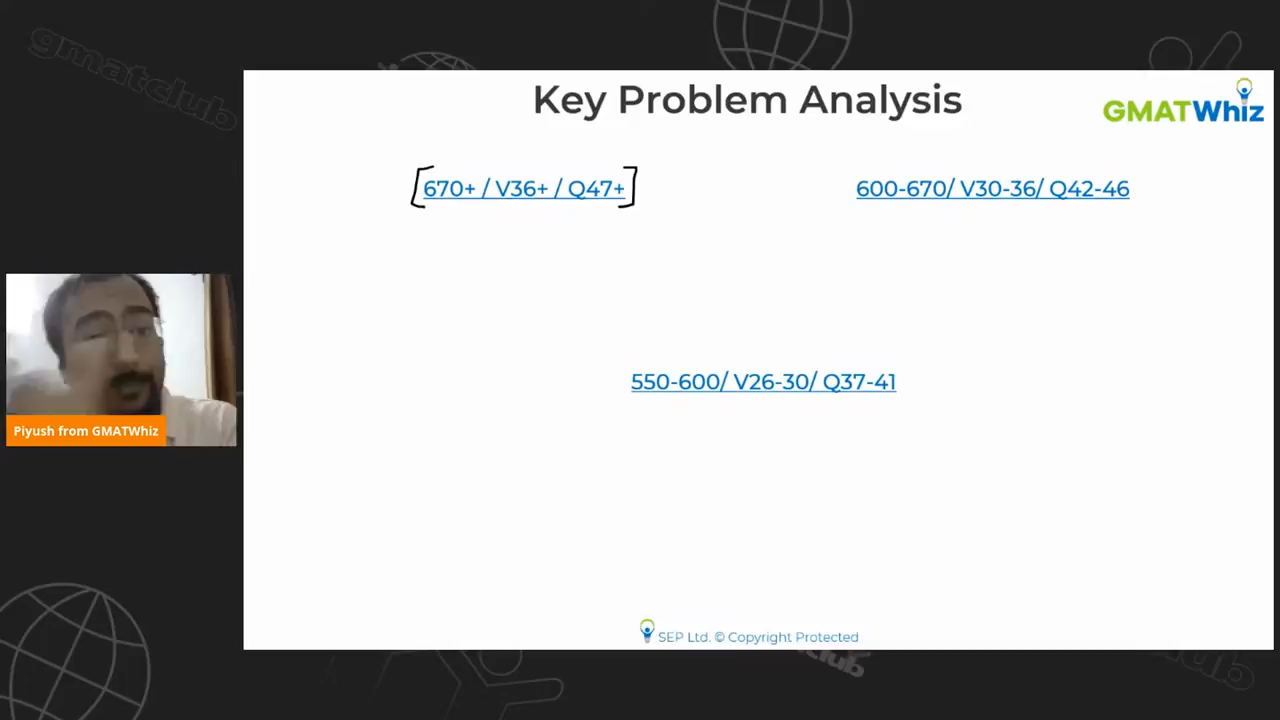 gmatclub
Key Problem Analysis
GMATWhiz
670+ / V36+ / Q47+
600-670/ V30-36/ Q42-46
550-600/ V26-30/ Q37-41
Piyush from GMATWhiz
SEP Ltd. © Copyright Protected